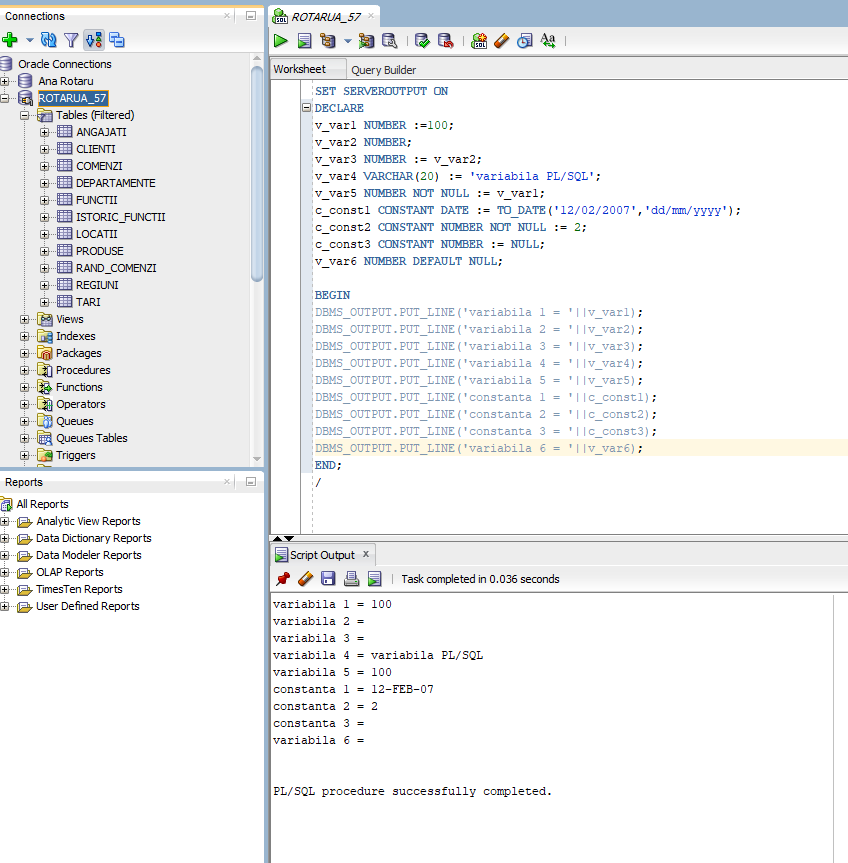 Connections
Oracle Connections
Ana Rotaru
ROTARUA_57
Tables (Filtered)
ANGAJATI
CLIENTI
COMENZI
DEPARTAMENTE
FUNCTII
ISTORIC_FUNCTII
LOCATII
PRODUSE
RAND_COMENZI
REGIUNI
TARI
Views
Indexes
Packages
Procedures
Functions
Operators
Queues
Queues Tables
Triggers
Reports
All Reports
Analytic View Reports
Data Dictionary Reports
Data Modeler Reports
OLAP Reports
TimesTen Reports
User Defined Reports
SQL ROTARUA_57
SQL Aa
Worksheet Query Builder
SET SERVEROUTPUT ON
DECLARE
v_var1 NUMBER :=100;
v_var2 NUMBER;
v_var3 NUMBER := v_var2;
v_var4 VARCHAR(20) := 'variabila PL/SQL';
v_var5 NUMBER NOT NULL := v_var1;
c_const1 CONSTANT DATE := TO_DATE('12/02/2007','dd/mm/yyyy');
c_const2 CONSTANT NUMBER NOT NULL := 2;
c_const3 CONSTANT NUMBER := NULL;
v_var6 NUMBER DEFAULT NULL;
BEGIN
DBMS_OUTPUT.PUT_LINE('variabila 1 = '||v_var1);
DBMS_OUTPUT.PUT_LINE('variabila 2 = '||v_var2);
DBMS_OUTPUT.PUT_LINE('variabila 3 = '||v_var3);
DBMS_OUTPUT.PUT_LINE('variabila 4 = '||v_var4);
DBMS_OUTPUT.PUT_LINE('variabila 5 = '||v_var5);
DBMS_OUTPUT.PUT_LINE('constanta 1 = '||c_const1);
DBMS_OUTPUT.PUT_LINE('constanta 2 = '||c_const2);
DBMS_OUTPUT.PUT_LINE('constanta 3 = '||c_const3);
DBMS_OUTPUT.PUT_LINE('variabila 6 = '||v_var6);
END;
/
Script Output
Task completed in 0.036 seconds
variabila 1 = 100
variabila 2 =
variabila 3 =
variabila 4 = variabila PL/SQL
variabila 5 = 100
constanta 1 = 12-FEB-07
constanta 2 = 2
constanta 3 =
variabila 6 =
PL/SQL procedure successfully completed.